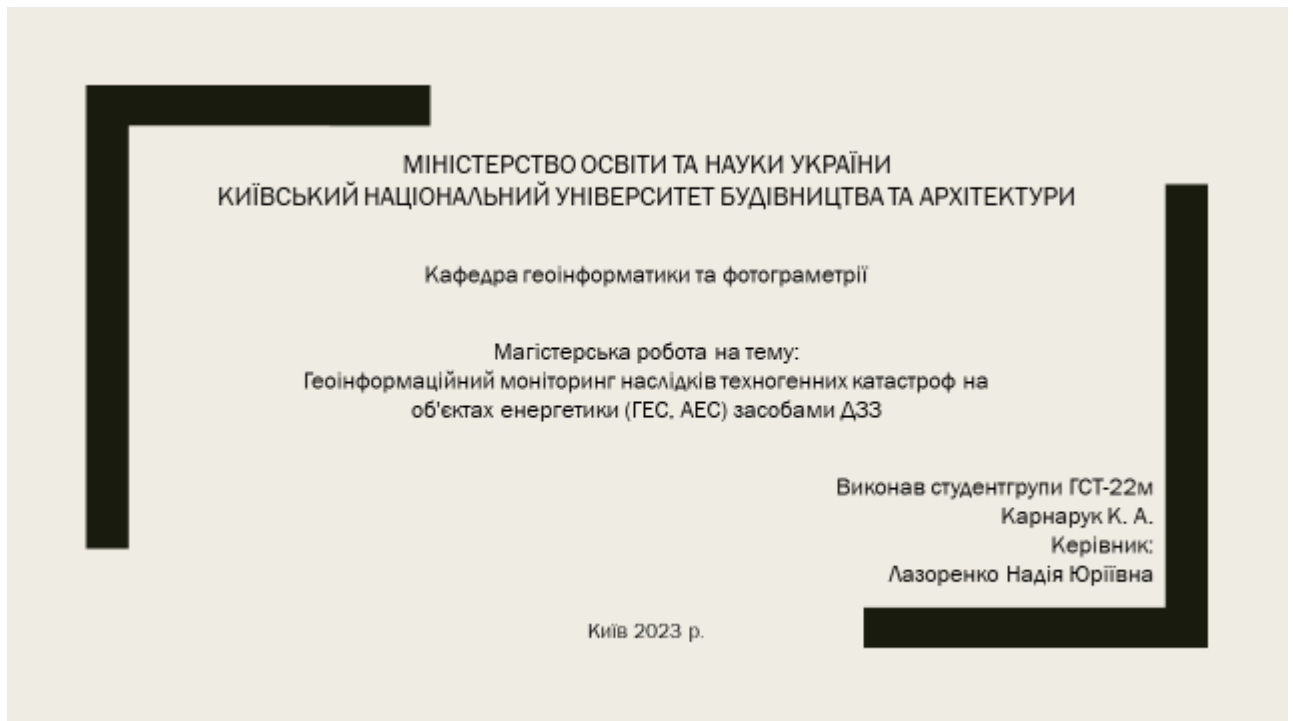 МІНІСТЕРСТВО ОСВІТИ ТА НАУКИ УКРАЇНИ
КИЇВСЬКИЙ НАЦІОНАЛЬНИЙ УНІВЕРСИТЕТ БУДІВНИЦТВА ТА АРХІТЕКТУРИ
Кафедра геоінформатики та фотограметрії
Магістерська робота на тему:
Геоінформаційний моніторинг наслідків техногенних катастроф на
об'єктах енергетики (ГЕС, АЕС) засобами ДЗЗ
Виконав студентгрупи ГСТ-22м
Карнарук К. А.
Керівник:
Лазоренко Надія Юріївна
Київ 2023 р.